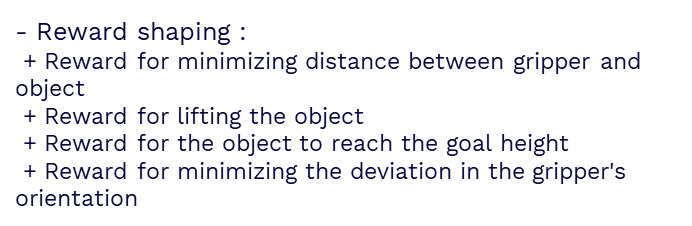 - Reward shaping :
+ Reward for minimizing distance between gripper and
object
+ Reward for lifting the object
+ Reward for the object to reach the goal height
+ Reward for minimizing the deviation in the gripper's
orientation